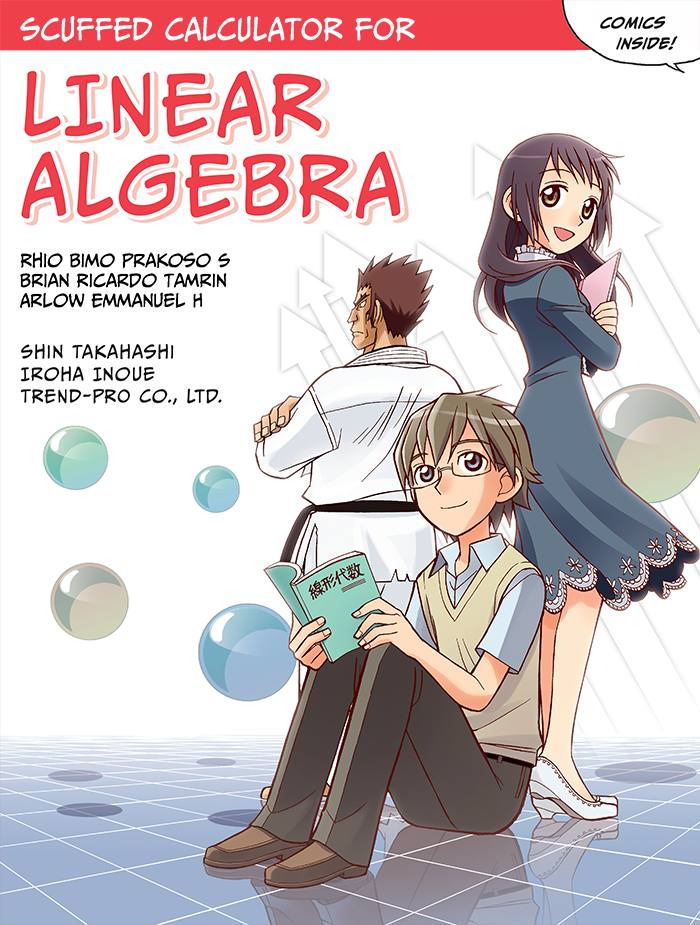 SCUFFED CALCULATOR FOR
COMICS
INSIDE!
LINEAR
ALGEBRA
RHIO BIMO PRAKOSO S
BRIAN RICARDO TAMRIN
ARLOW EMMANUEL H
SHIN TAKAHASHI
IROHA INOUE
TREND-PRO CO., LTD.
線形代数